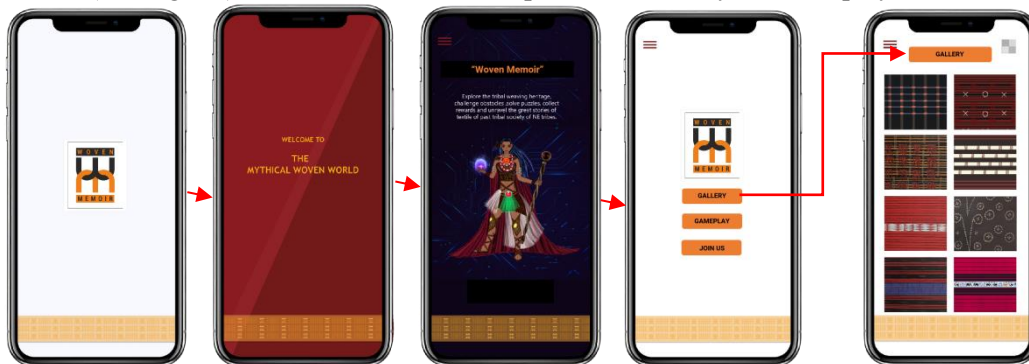 WOVEN
MEMOIR
WELCOME TO
THE
MYTHICAL WOVEN WORLD
"Woven Memoir"
Explore the tribal weaving heritage,
challenge obstacles ,solve puzzles, collect
rewards and unravel the great stories of
textile of past tribal society of NE tribes.
WOVEN
MEMOIR
GALLERY
GAMEPLAY
JOIN US
GALLERY